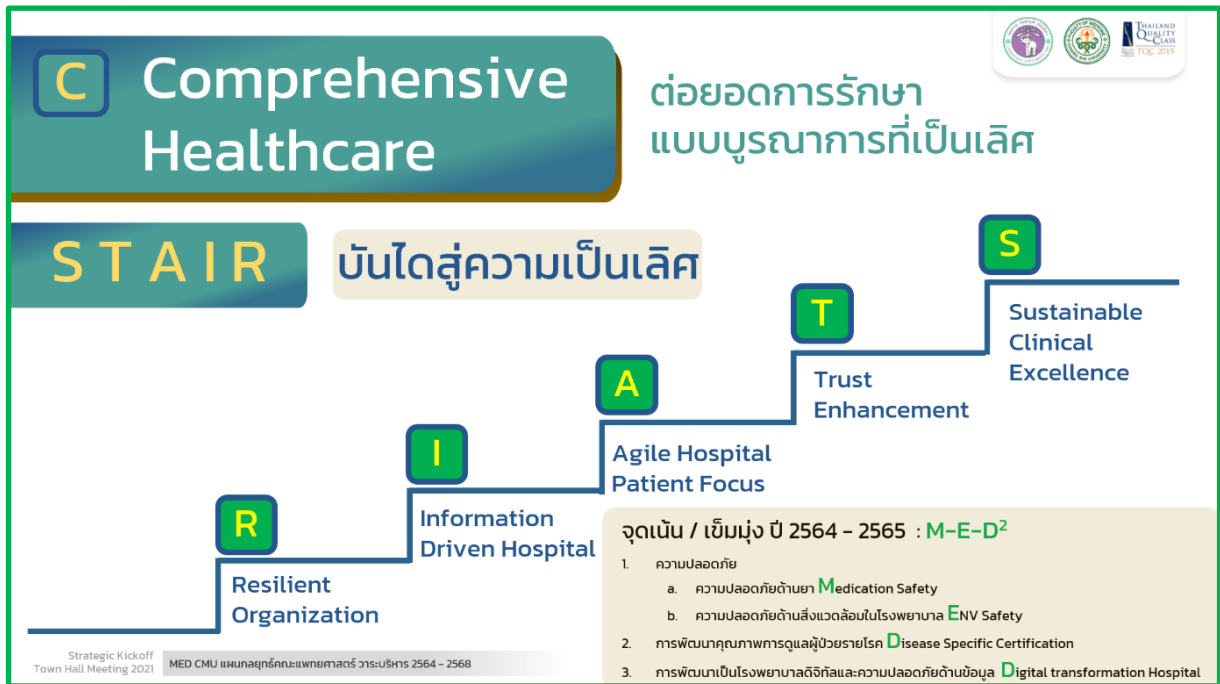 C
Comprehensive
Healthcare
ต่อยอดการรักษา
แบบบูรณาการที่เป็นเลิศ
THAILAND
QUALITY
CLASS
TQC 2019
STAIR
บันไดสู่ความเป็นเลิศ
S
Sustainable
Clinical
Excellence
T
Trust
Enhancement
A
Agile Hospital
Patient Focus
I
Information
Driven Hospital
R
Resilient
Organization
จุดเน้น / เข็มมุ่ง ปี 2564 - 2565 : M-E-D²
1. ความปลอดภัย
a. ความปลอดภัยด้านยา Medication Safety
b. ความปลอดภัยด้านสิ่งแวดล้อมในโรงพยาบาล ENV Safety
2. การพัฒนาคุณภาพการดูแลผู้ป่วยรายโรค Disease Specific Certification
3. การพัฒนาเป็นโรงพยาบาลดิจิทัลและความปลอดภัยด้านข้อมูล Digital transformation Hospital
Strategic Kickoff
Town Hall Meeting 2021
MED CMU แผนกลยุทธ์คณะแพทยศาสตร์ วาระบริหาร 2564 - 2568